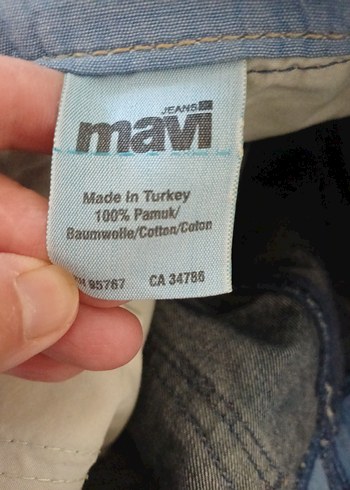 JEANS
mavi
Made in Turkey
100% Pamuk/
Baumwolle/Cotton/Coton
95767 CA 34786